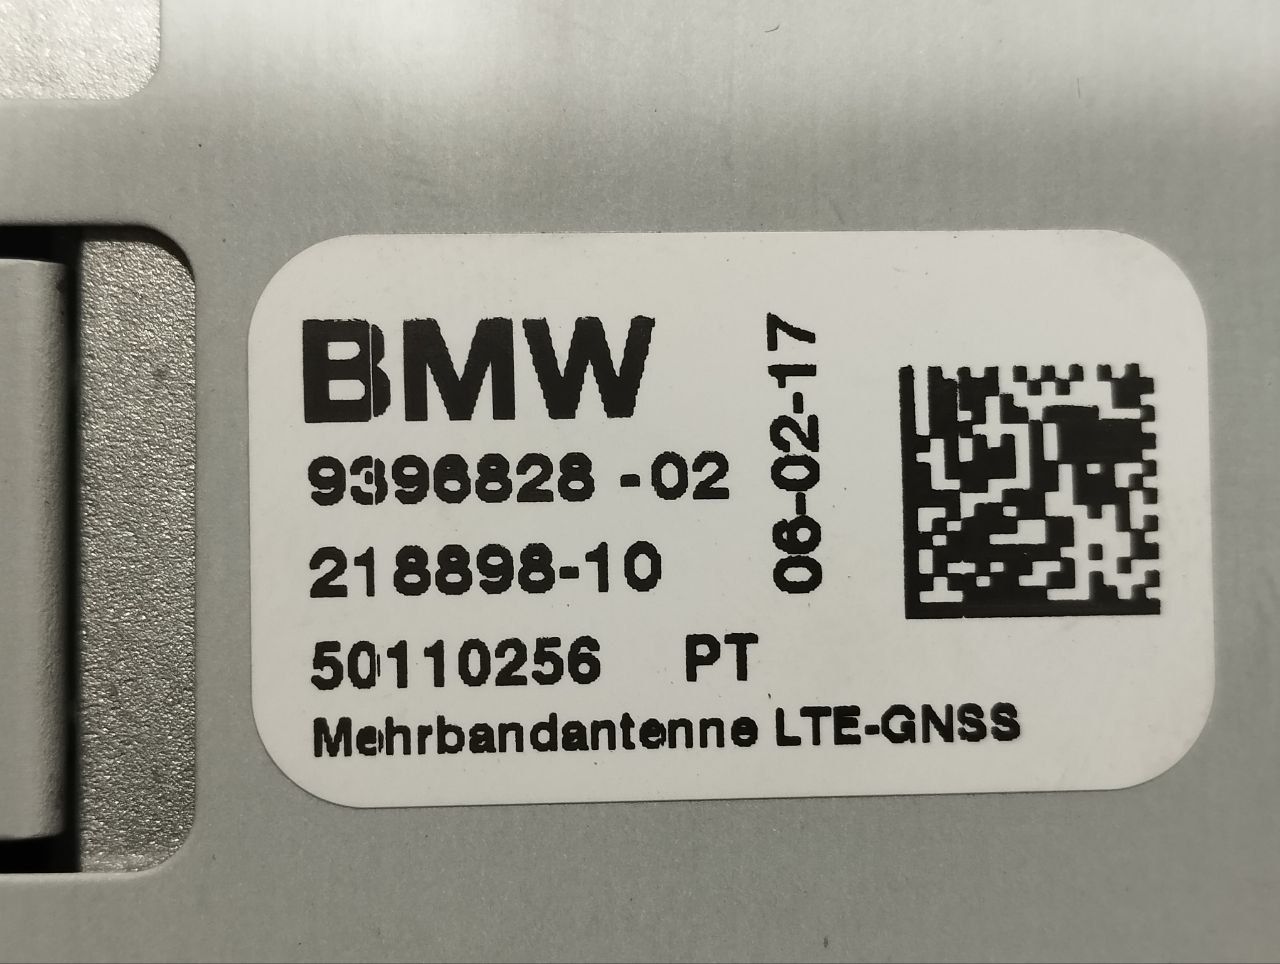 BMW
9396828 -02
218898-10
50110256 PT
Mehrbandantenne LTE-GNSS
06-02-17